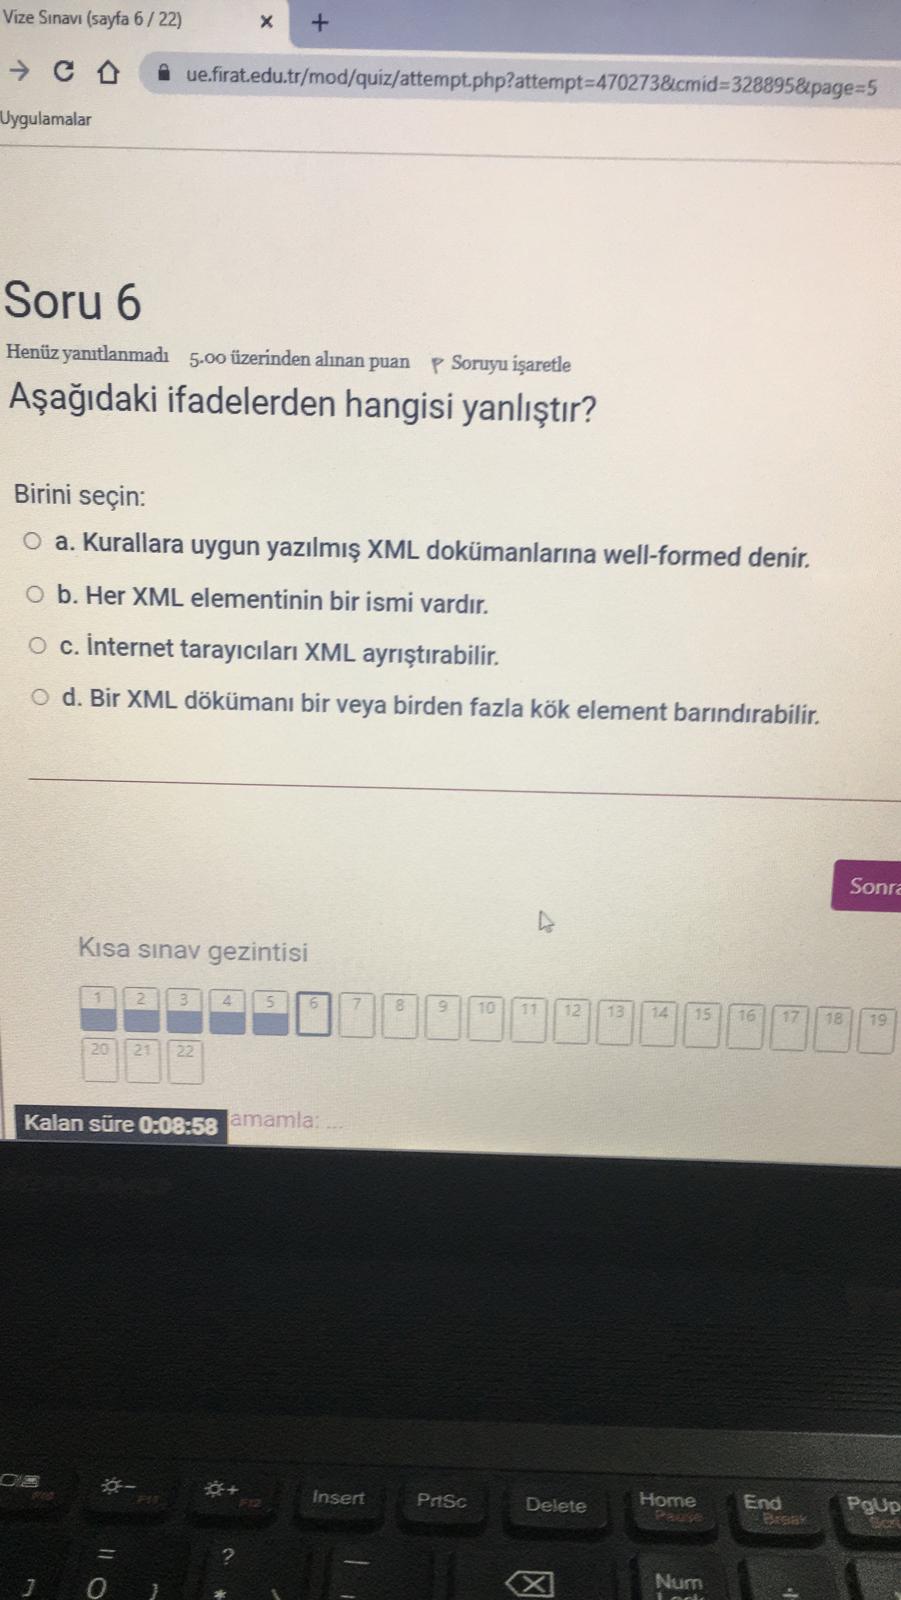 Vize Sınavı (sayfa 6 / 22)
ue.firat.edu.tr/mod/quiz/attempt.php?attempt=470273&cmid=328895&page=5
Uygulamalar
Soru 6
Henüz yanıtlanmadı 5.00 üzerinden alınan puan Soruyu işaretle
Aşağıdaki ifadelerden hangisi yanlıştır?
Birini seçin:
a. Kurallara uygun yazılmış XML dokümanlarına well-formed denir.
b. Her XML elementinin bir ismi vardır.
c. İnternet tarayıcıları XML ayrıştırabilir.
d. Bir XML dökümanı bir veya birden fazla kök element barındırabilir.
Sonra
Kısa sınav gezintisi
1 2 3 4 5 6 7 8 9 10 11 12 13 14 15 16 17 18 19
20 21 22
Kalan süre 0:08:58 amamla: ...
F10 F11 F12 Insert PrtSc Delete Home End PgUp
Pause Break
= ? _
} 0 * - Num